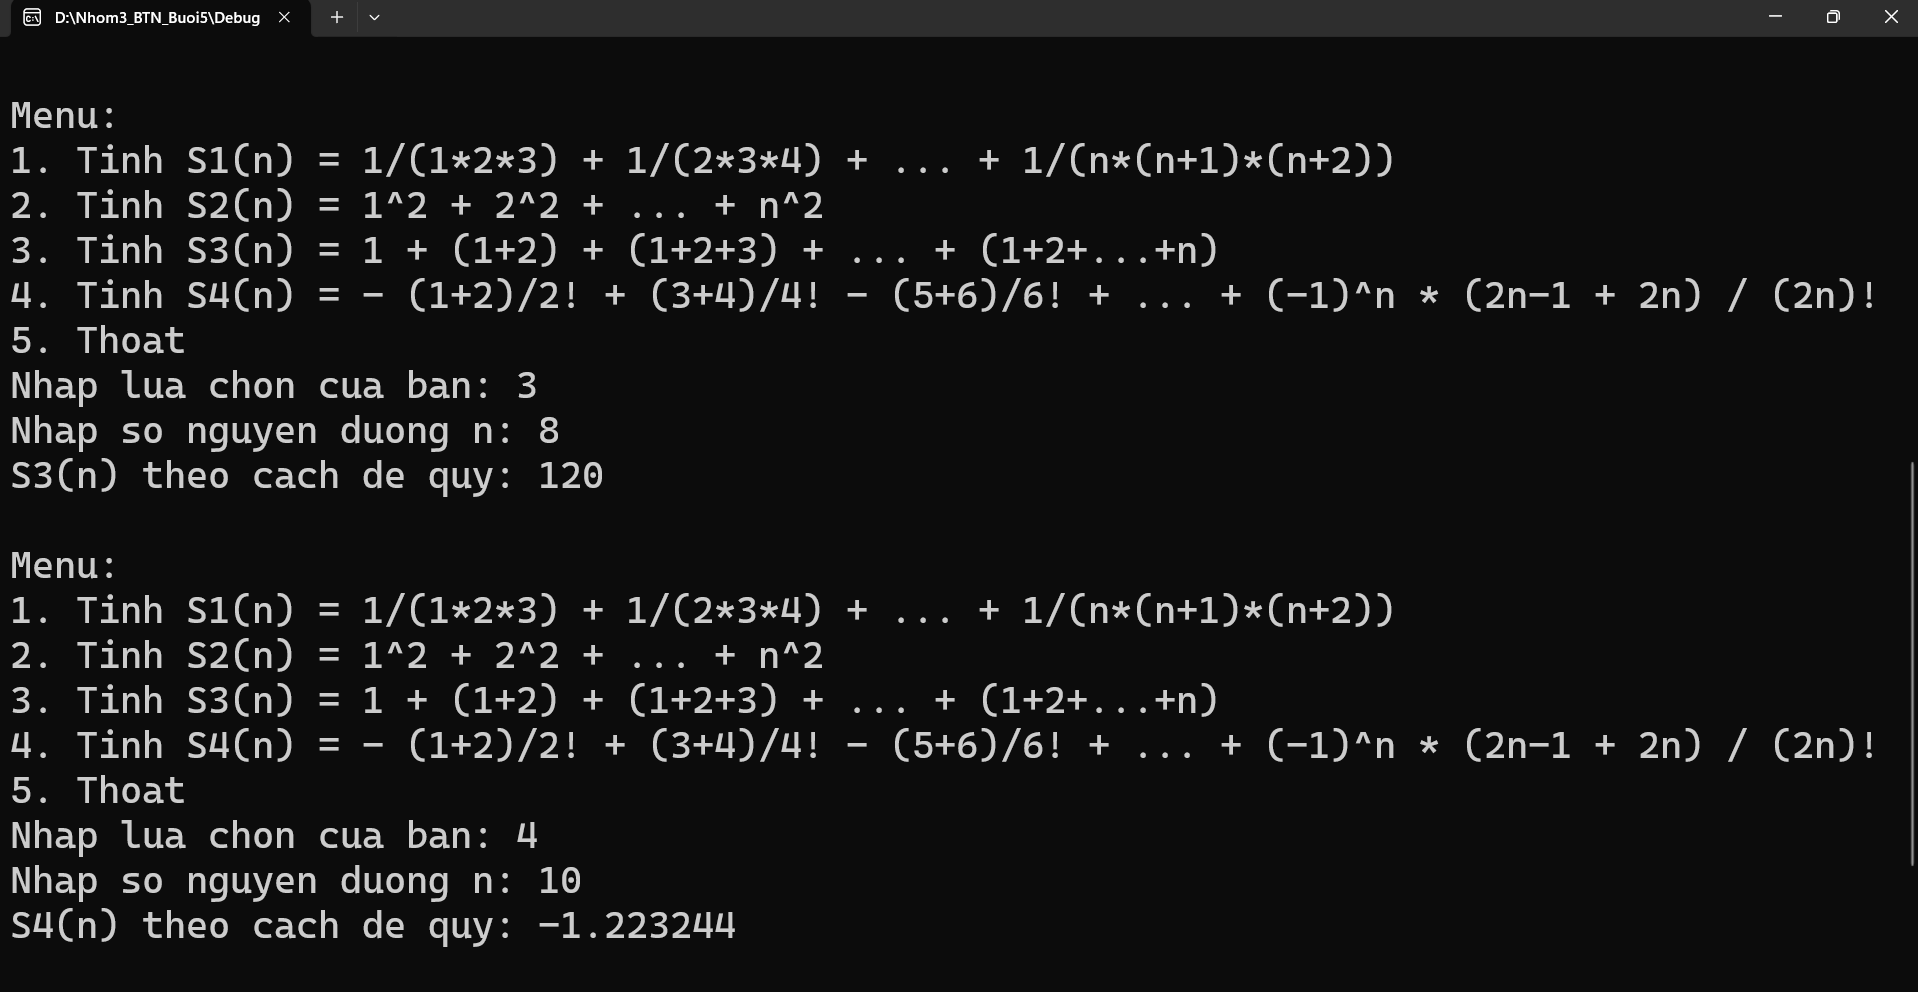 D:\Nhom3_BTN_Buoi5\Debug
Menu:
1. Tinh S1(n) = 1/(1*2*3) + 1/(2*3*4) + ... + 1/(n*(n+1)*(n+2))
2. Tinh S2(n) = 1^2 + 2^2 + ... + n^2
3. Tinh S3(n) = 1 + (1+2) + (1+2+3) + ... + (1+2+...+n)
4. Tinh S4(n) = - (1+2)/2! + (3+4)/4! - (5+6)/6! + ... + (-1)^n * (2n-1 + 2n) / (2n)!
5. Thoat
Nhap lua chon cua ban: 3
Nhap so nguyen duong n: 8
S3(n) theo cach de quy: 120
Menu:
1. Tinh S1(n) = 1/(1*2*3) + 1/(2*3*4) + ... + 1/(n*(n+1)*(n+2))
2. Tinh S2(n) = 1^2 + 2^2 + ... + n^2
3. Tinh S3(n) = 1 + (1+2) + (1+2+3) + ... + (1+2+...+n)
4. Tinh S4(n) = - (1+2)/2! + (3+4)/4! - (5+6)/6! + ... + (-1)^n * (2n-1 + 2n) / (2n)!
5. Thoat
Nhap lua chon cua ban: 4
Nhap so nguyen duong n: 10
S4(n) theo cach de quy: -1.223244